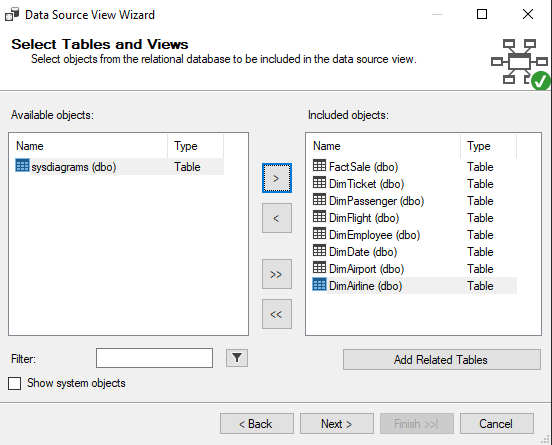 Data Source View Wizard
Select Tables and Views
Select objects from the relational database to be included in the data source view.
Available objects:
Included objects:
Name Type
sysdiagrams (dbo) Table
>
<
>>
<<
Name Type
FactSale (dbo) Table
DimTicket (dbo) Table
DimPassenger (dbo) Table
DimFlight (dbo) Table
DimEmployee (dbo) Table
DimDate (dbo) Table
DimAirport (dbo) Table
DimAirline (dbo) Table
Filter:
Add Related Tables
Show system objects
< Back Next > Finish >>| Cancel